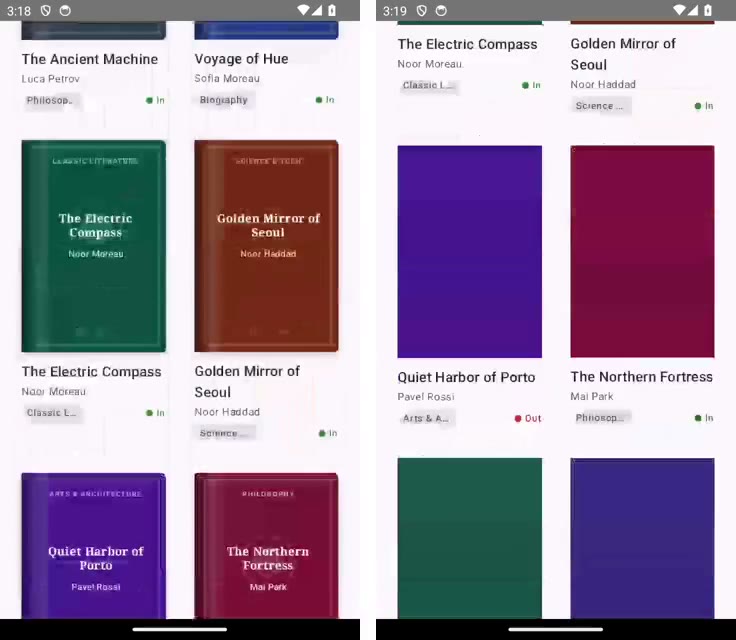 3:18
The Ancient Machine
Luca Petrov
Philosop...
In
Voyage of Hue
Sofia Moreau
Biography
In
CLASSIC LITERATURE
The Electric
Compass
Noor Moreau
SCIENCE & TECH
Golden Mirror of
Seoul
Noor Haddad
The Electric Compass
Noor Moreau
Classic L...
In
Golden Mirror of
Seoul
Noor Haddad
Science ...
In
ARTS & ARCHITECTURE
Quiet Harbor of
Porto
Pavel Rossi
PHILOSOPHY
The Northern
Fortress
Mai Park
3:19
The Electric Compass
Noor Moreau
Classic L...
In
Golden Mirror of
Seoul
Noor Haddad
Science ...
In
Quiet Harbor of Porto
Pavel Rossi
Arts & A...
Out
The Northern Fortress
Mai Park
Philosop...
In